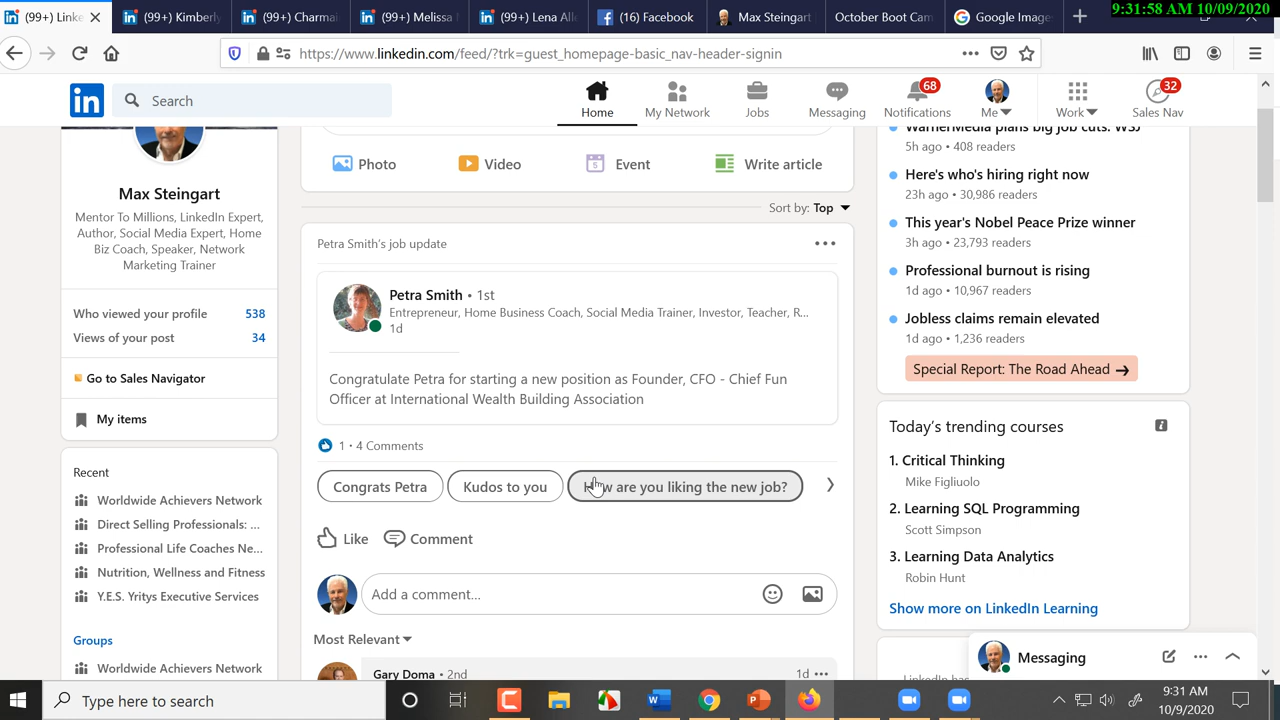 (99+) Linke
(99+) Kimberly
(99+) Charmai
(99+) Melissa M
(99+) Lena Alle
(16) Facebook
Max Steingart
October Boot Cam
Google Image
9:31:58 AM 10/09/2020
https://www.linkedin.com/feed/?trk=guest_homepage-basic_nav-header-signin
in
Search
Home
My Network
Jobs
Messaging
68
Notifications
Me
Work
32
Sales Nav
Max Steingart
Mentor To Millions, LinkedIn Expert,
Author, Social Media Expert, Home
Biz Coach, Speaker, Network
Marketing Trainer
Who viewed your profile 538
Views of your post 34
Go to Sales Navigator
My items
Recent
Worldwide Achievers Network
Direct Selling Professionals: ...
Professional Life Coaches Ne...
Nutrition, Wellness and Fitness
Y.E.S. Yritys Executive Services
Groups
Worldwide Achievers Network
Photo
Video
5
Event
Write article
Sort by: Top
Petra Smith's job update
Petra Smith • 1st
Entrepreneur, Home Business Coach, Social Media Trainer, Investor, Teacher, R...
1d
Congratulate Petra for starting a new position as Founder, CFO - Chief Fun
Officer at International Wealth Building Association
1 • 4 Comments
Congrats Petra
Kudos to you
How are you liking the new job?
Like
Comment
Add a comment...
Most Relevant
Gary Doma • 2nd
1d
WarnerMedia plans big job cuts: WSJ
5h ago • 408 readers
Here's who's hiring right now
23h ago • 30,986 readers
This year's Nobel Peace Prize winner
3h ago • 23,793 readers
Professional burnout is rising
1d ago • 10,967 readers
Jobless claims remain elevated
1d ago • 1,236 readers
Special Report: The Road Ahead →
Today's trending courses
1. Critical Thinking
Mike Figliuolo
2. Learning SQL Programming
Scott Simpson
3. Learning Data Analytics
Robin Hunt
Show more on LinkedIn Learning
LinkedIn has
Messaging
Type here to search
9:31 AM
10/9/2020